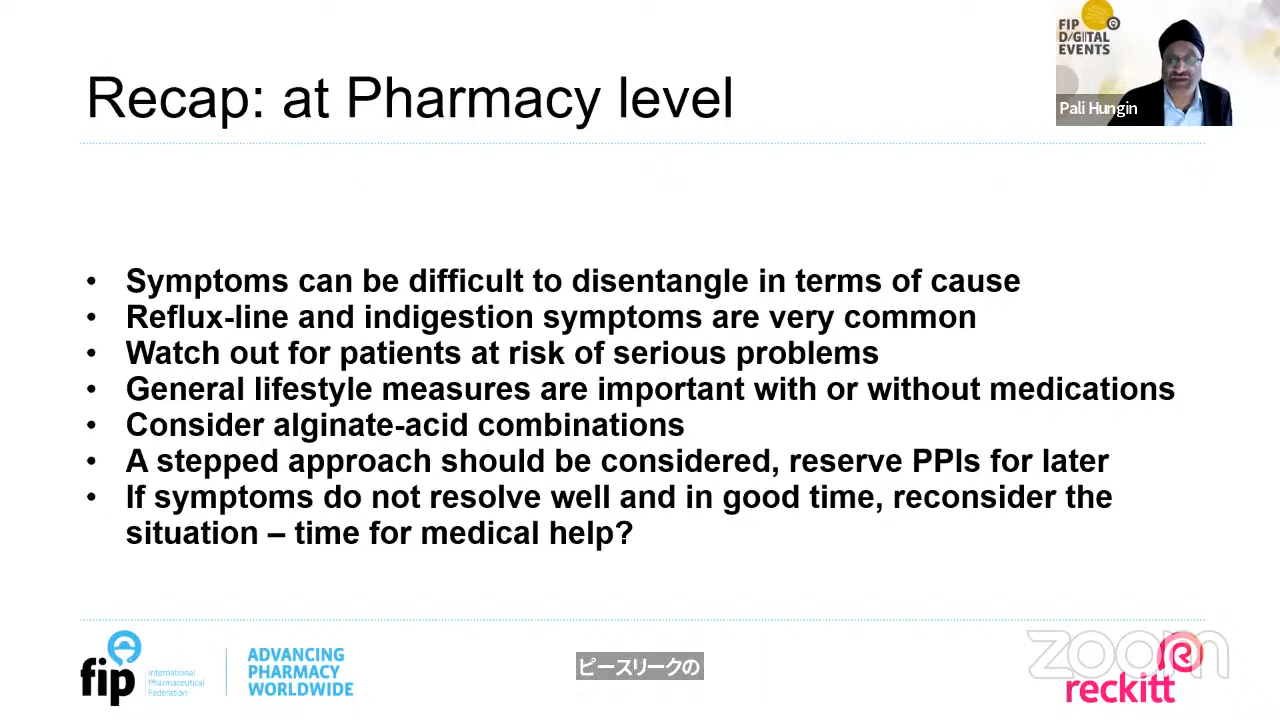 FIP
DIGITAL
EVENTS
Pali Hungin
Recap: at Pharmacy level
• Symptoms can be difficult to disentangle in terms of cause
• Reflux-line and indigestion symptoms are very common
• Watch out for patients at risk of serious problems
• General lifestyle measures are important with or without medications
• Consider alginate-acid combinations
• A stepped approach should be considered, reserve PPIs for later
• If symptoms do not resolve well and in good time, reconsider the
situation – time for medical help?
fip
International
Pharmaceutical
Federation
ADVANCING
PHARMACY
WORLDWIDE
ピースリークの
zoom
reckitt